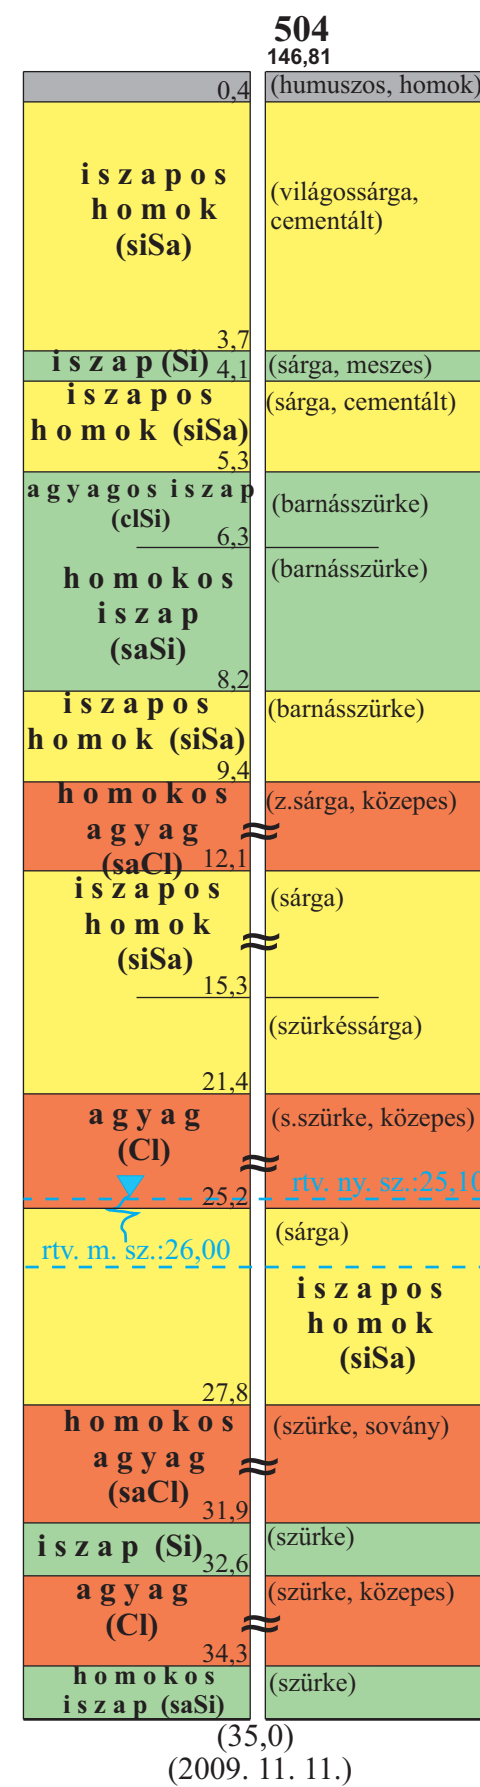 504
146,81
0,4 (humuszos, homok)
iszapos
homok
(siSa)
(világossárga,
cementált)
3,7
iszap (Si) 4,1 (sárga, meszes)
iszapos
homok (siSa)
(sárga, cementált)
5,3
agyagos iszap
(clSi)
(barnásszürke)
6,3
homokos
iszap
(saSi)
(barnásszürke)
8,2
iszapos
homok (siSa)
(barnásszürke)
9,4
homokos
agyag
(saCl) 12,1
(z.sárga, közepes)
iszapos
homok
(siSa)
(sárga)
15,3
(szürkéssárga)
21,4
agyag
(Cl)
(s.szürke, közepes)
rtv. ny. sz.:25,10
25,2
(sárga)
rtv. m. sz.:26,00
iszapos
homok
(siSa)
27,8
homokos
agyag
(saCl)
(szürke, sovány)
31,9
iszap (Si) 32,6 (szürke)
agyag
(Cl)
(szürke, közepes)
34,3
homokos
iszap (saSi)
(szürke)
(35,0)
(2009. 11. 11.)